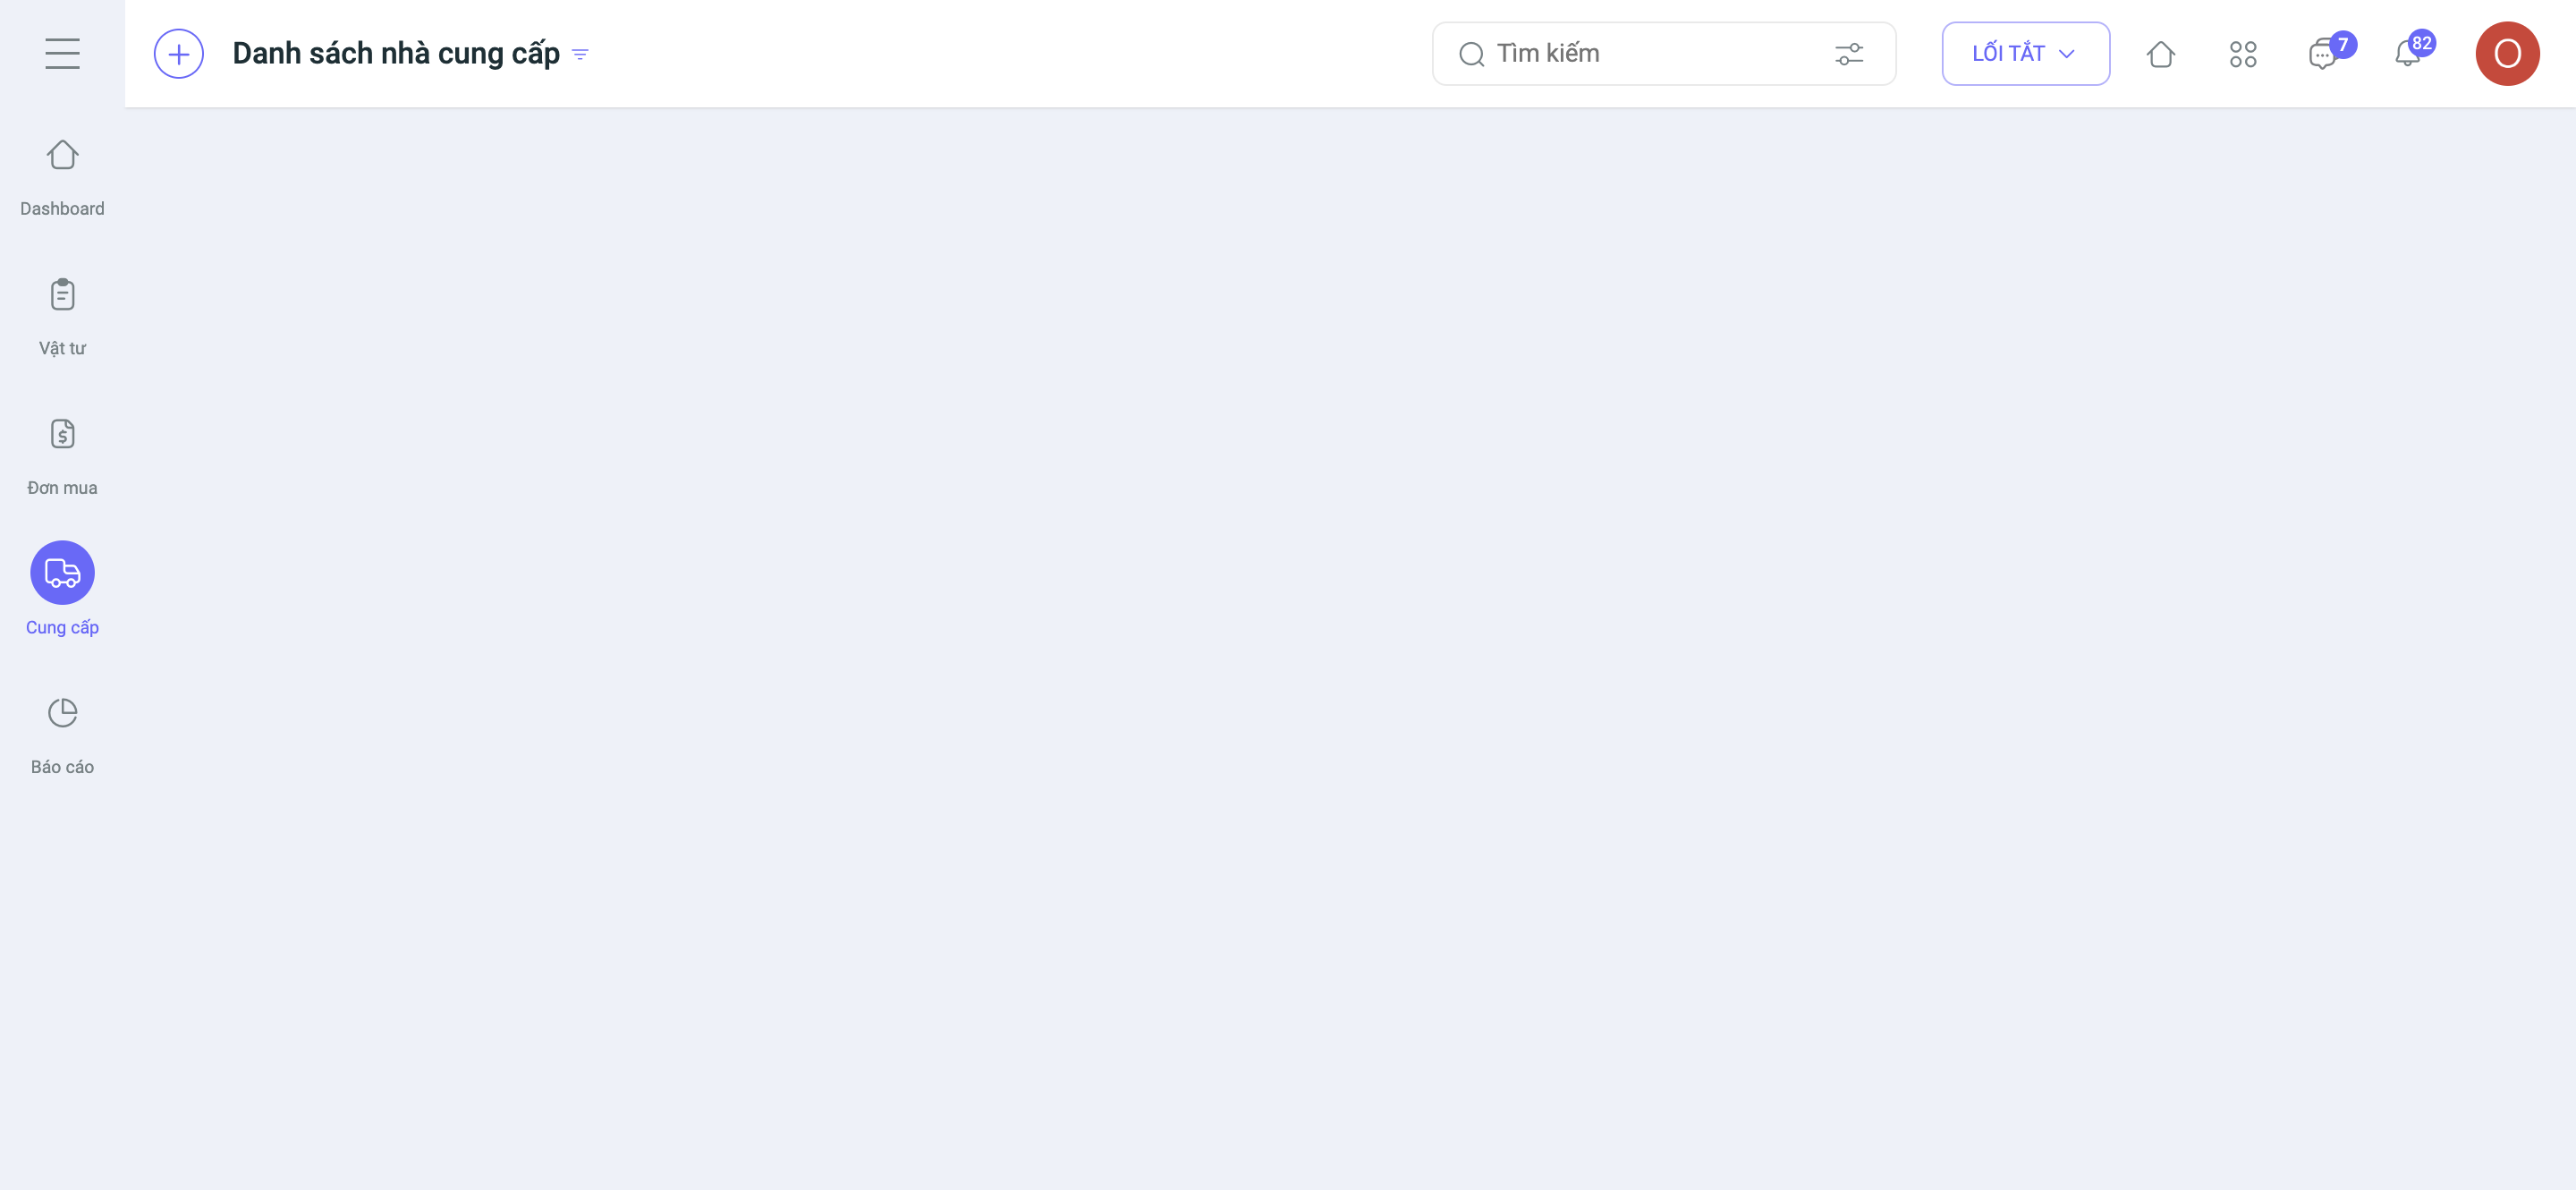 Danh sách nhà cung cấp
Tìm kiếm
LỐI TẮT
7
82
O
Dashboard
Vật tư
Đơn mua
Cung cấp
Báo cáo